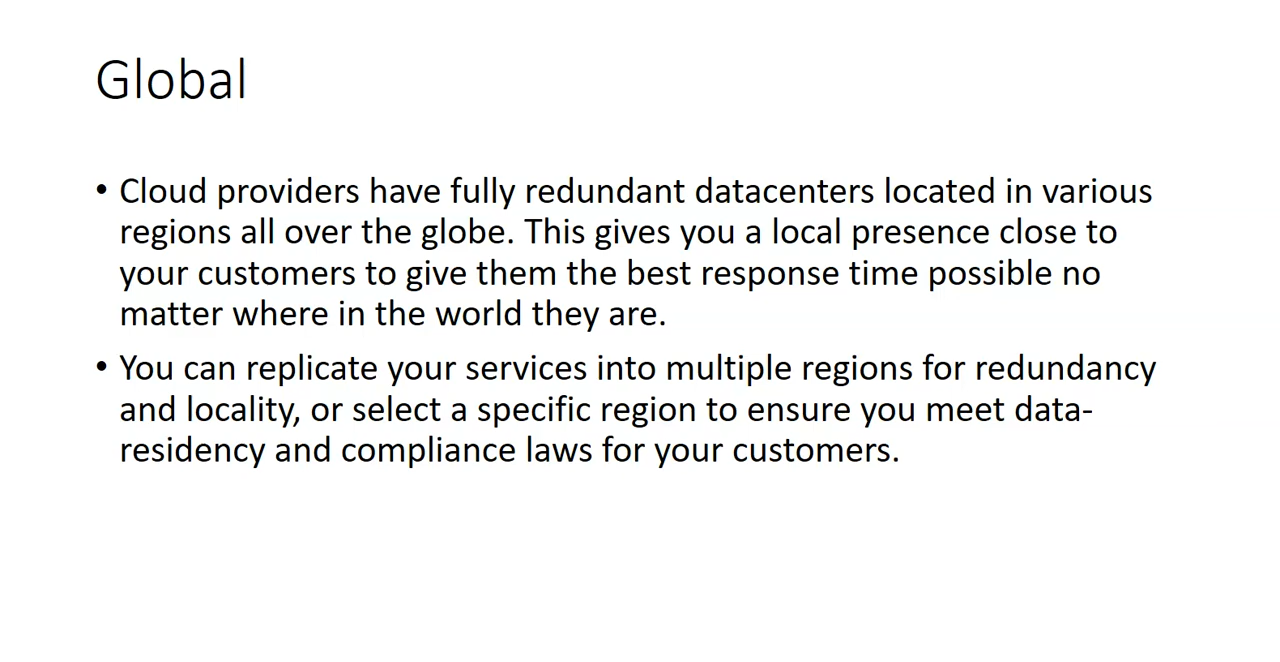 Global
• Cloud providers have fully redundant datacenters located in various
regions all over the globe. This gives you a local presence close to
your customers to give them the best response time possible no
matter where in the world they are.
• You can replicate your services into multiple regions for redundancy
and locality, or select a specific region to ensure you meet data-
residency and compliance laws for your customers.